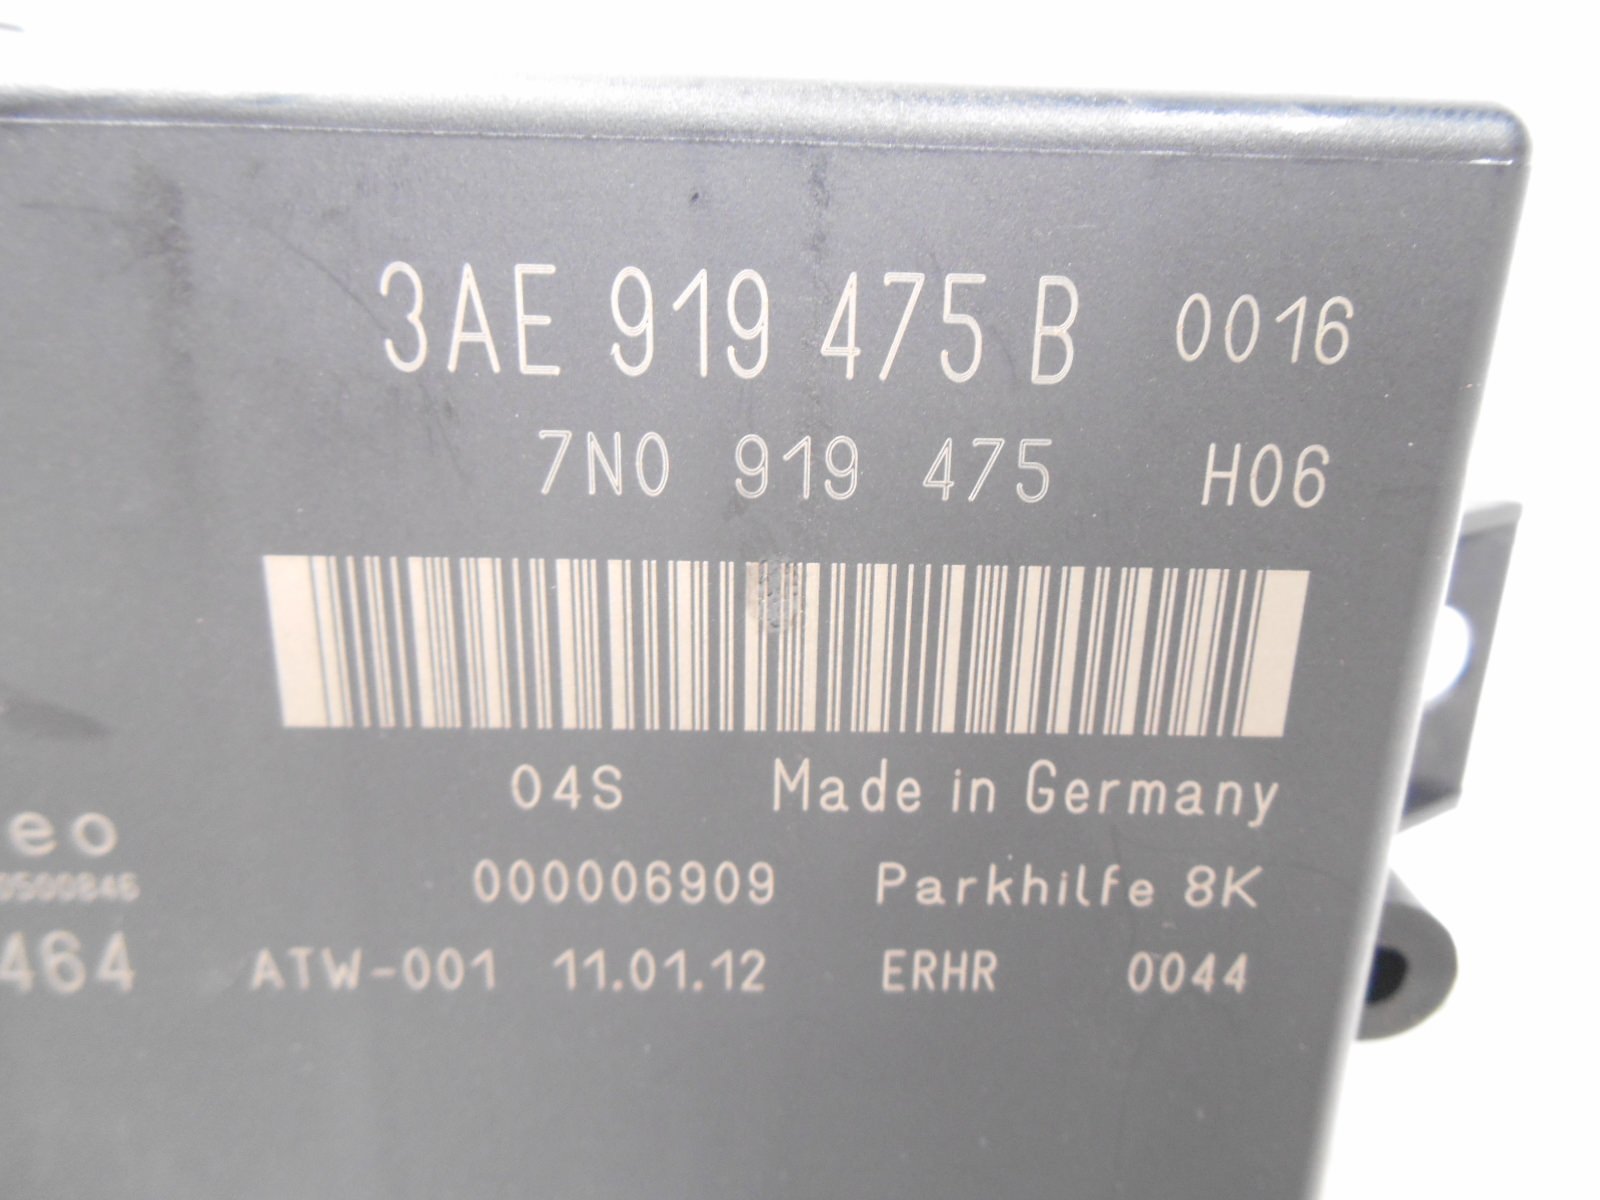 3AE 919 475 B 0016
7N0 919 475 H06
04S Made in Germany
eo
000006909 Parkhilfe 8K
0500846
464 ATW-001 11.01.12 ERHR 0044